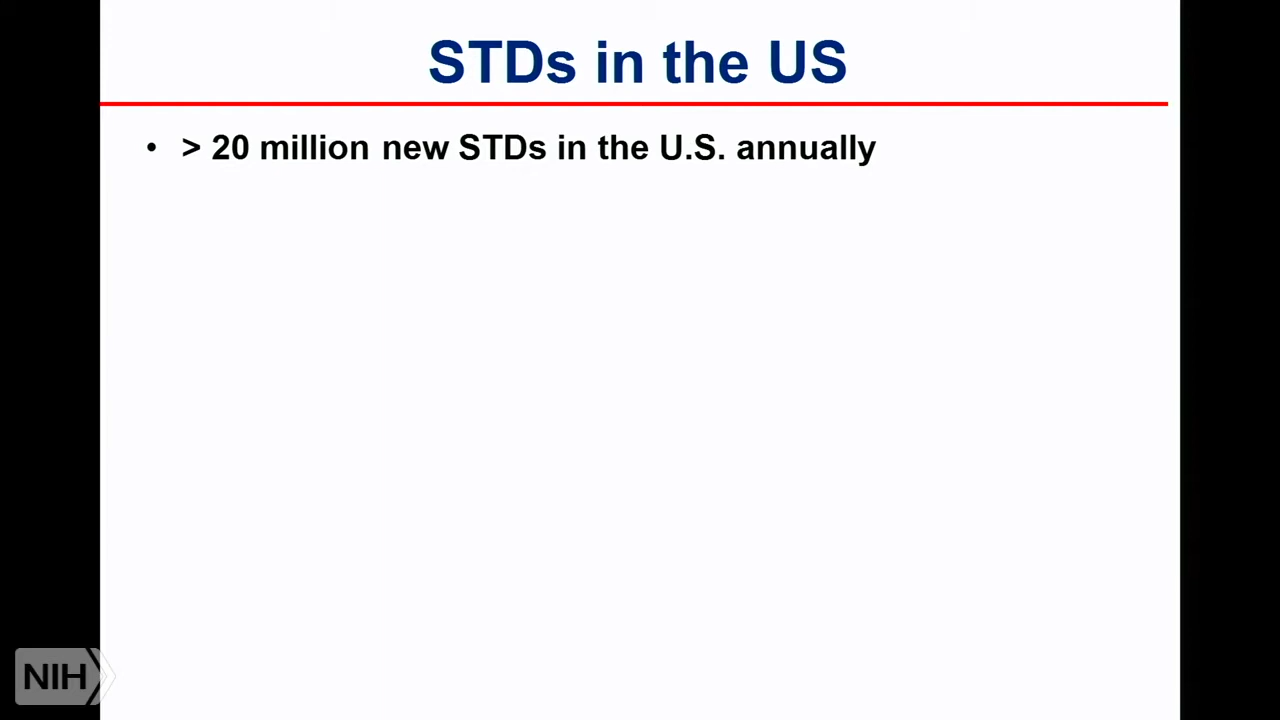 STDs in the US
• > 20 million new STDs in the U.S. annually
NIH